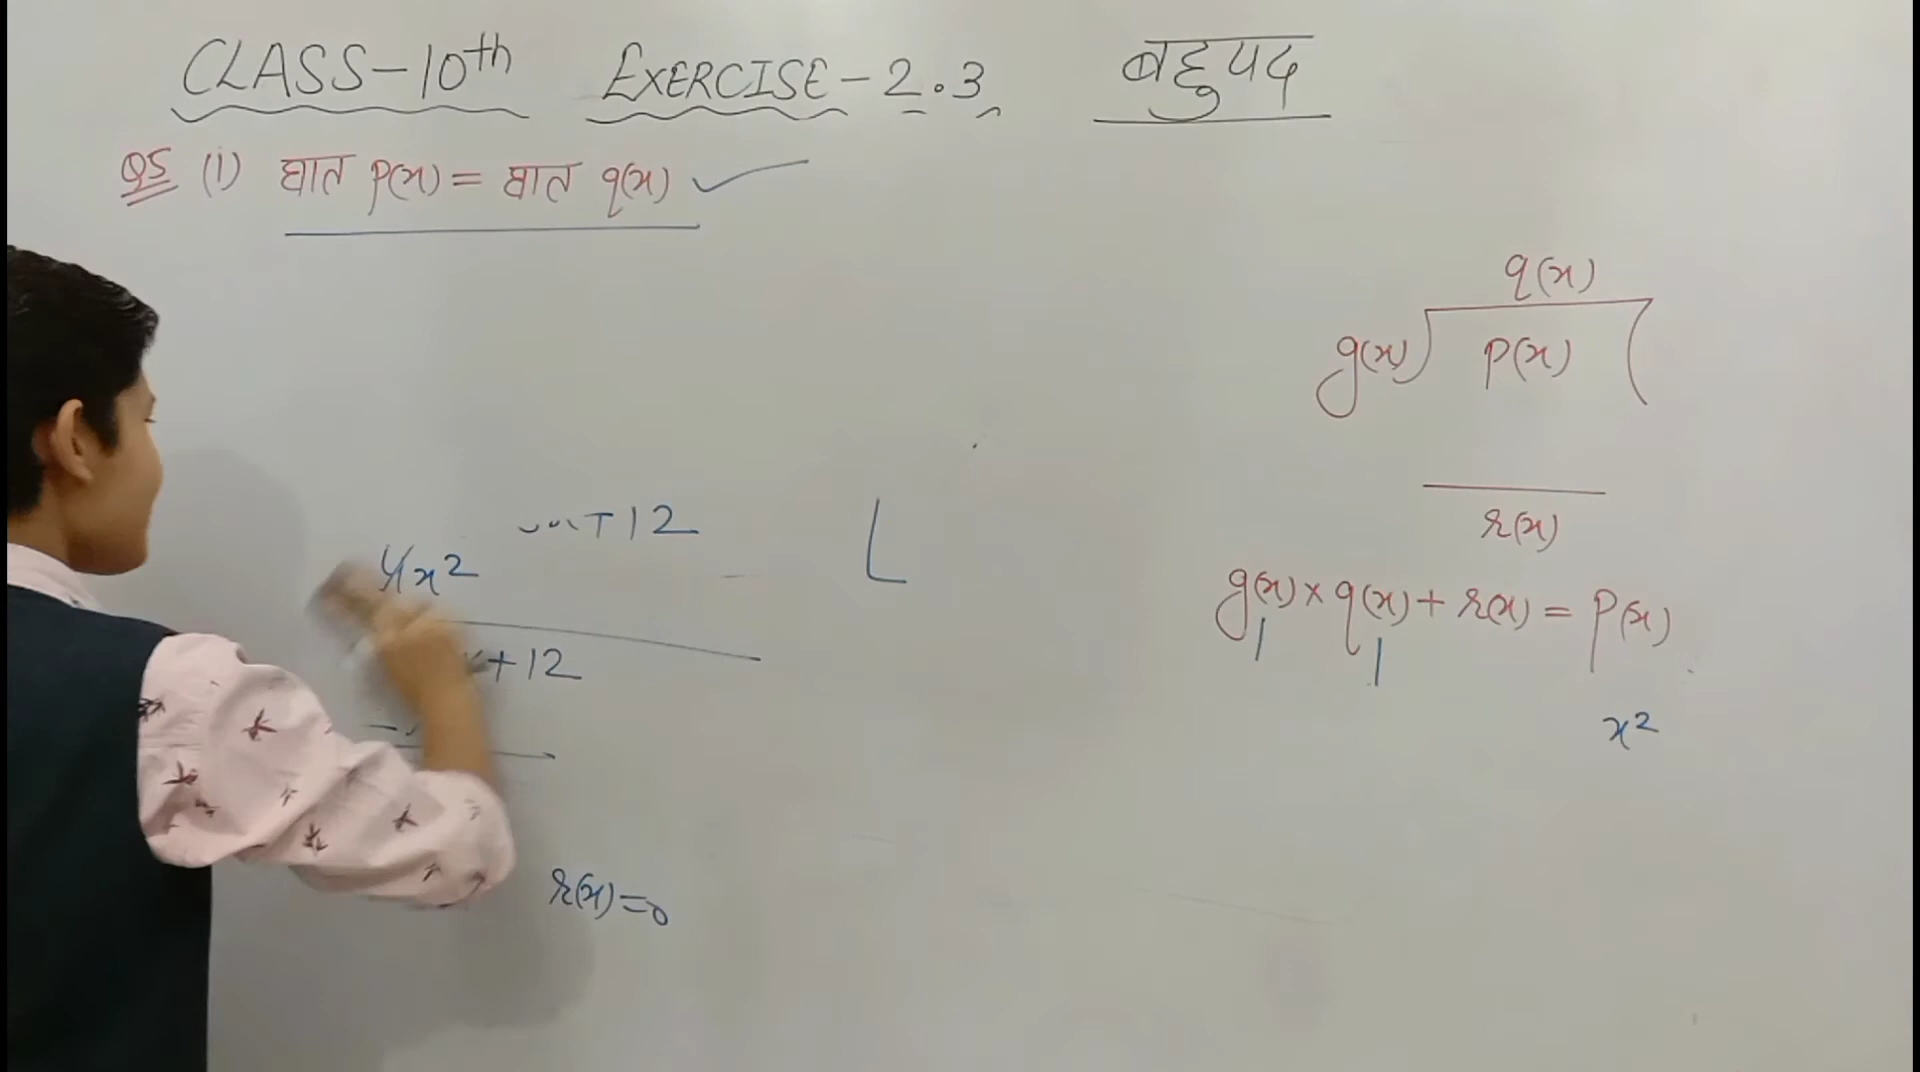 CLASS-10th EXERCISE-2.3 बहुपद
Q5 (i) घात p(x) = घात q(x) ✓
q(x)
g(x) p(x)
r(x)
+12
4x²
+12
r(x)=0
g(x) × q(x) + r(x) = p(x)
x²